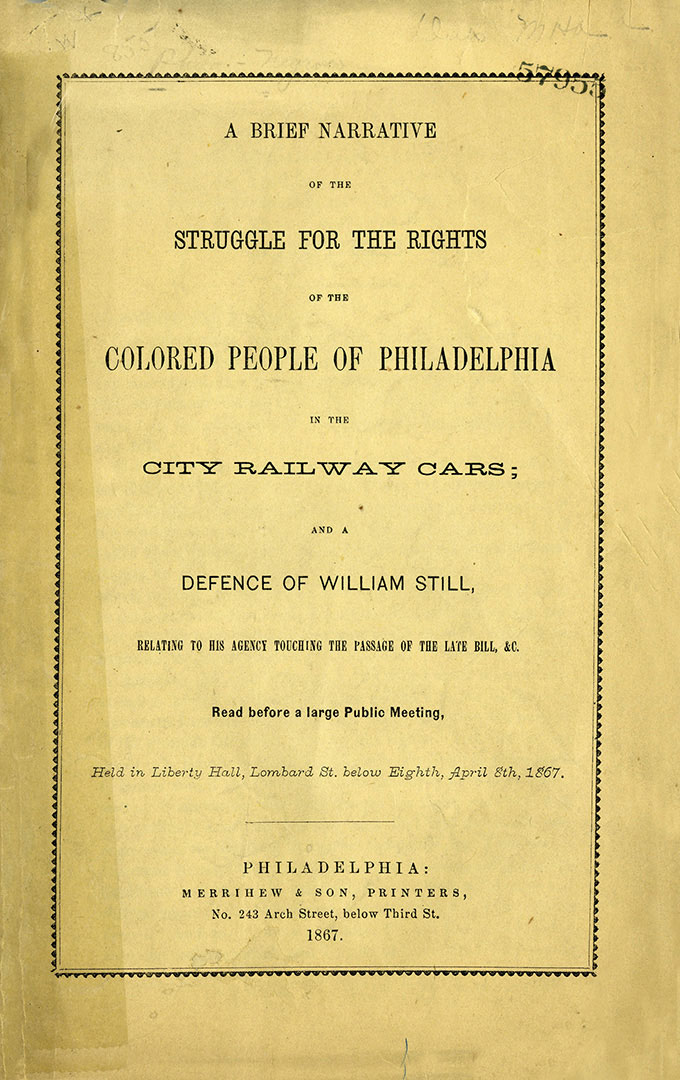 57955
A BRIEF NARRATIVE
OF THE
STRUGGLE FOR THE RIGHTS
OF THE
COLORED PEOPLE OF PHILADELPHIA
IN THE
CITY RAILWAY CARS;
AND A
DEFENCE OF WILLIAM STILL,
RELATING TO HIS AGENCY TOUCHING THE PASSAGE OF THE LATE BILL, &C.
Read before a large Public Meeting,
Held in Liberty Hall, Lombard St. below Eighth, April 8th, 1867.
PHILADELPHIA:
MERRIHEW & SON, PRINTERS,
No. 243 Arch Street, below Third St.
1867.